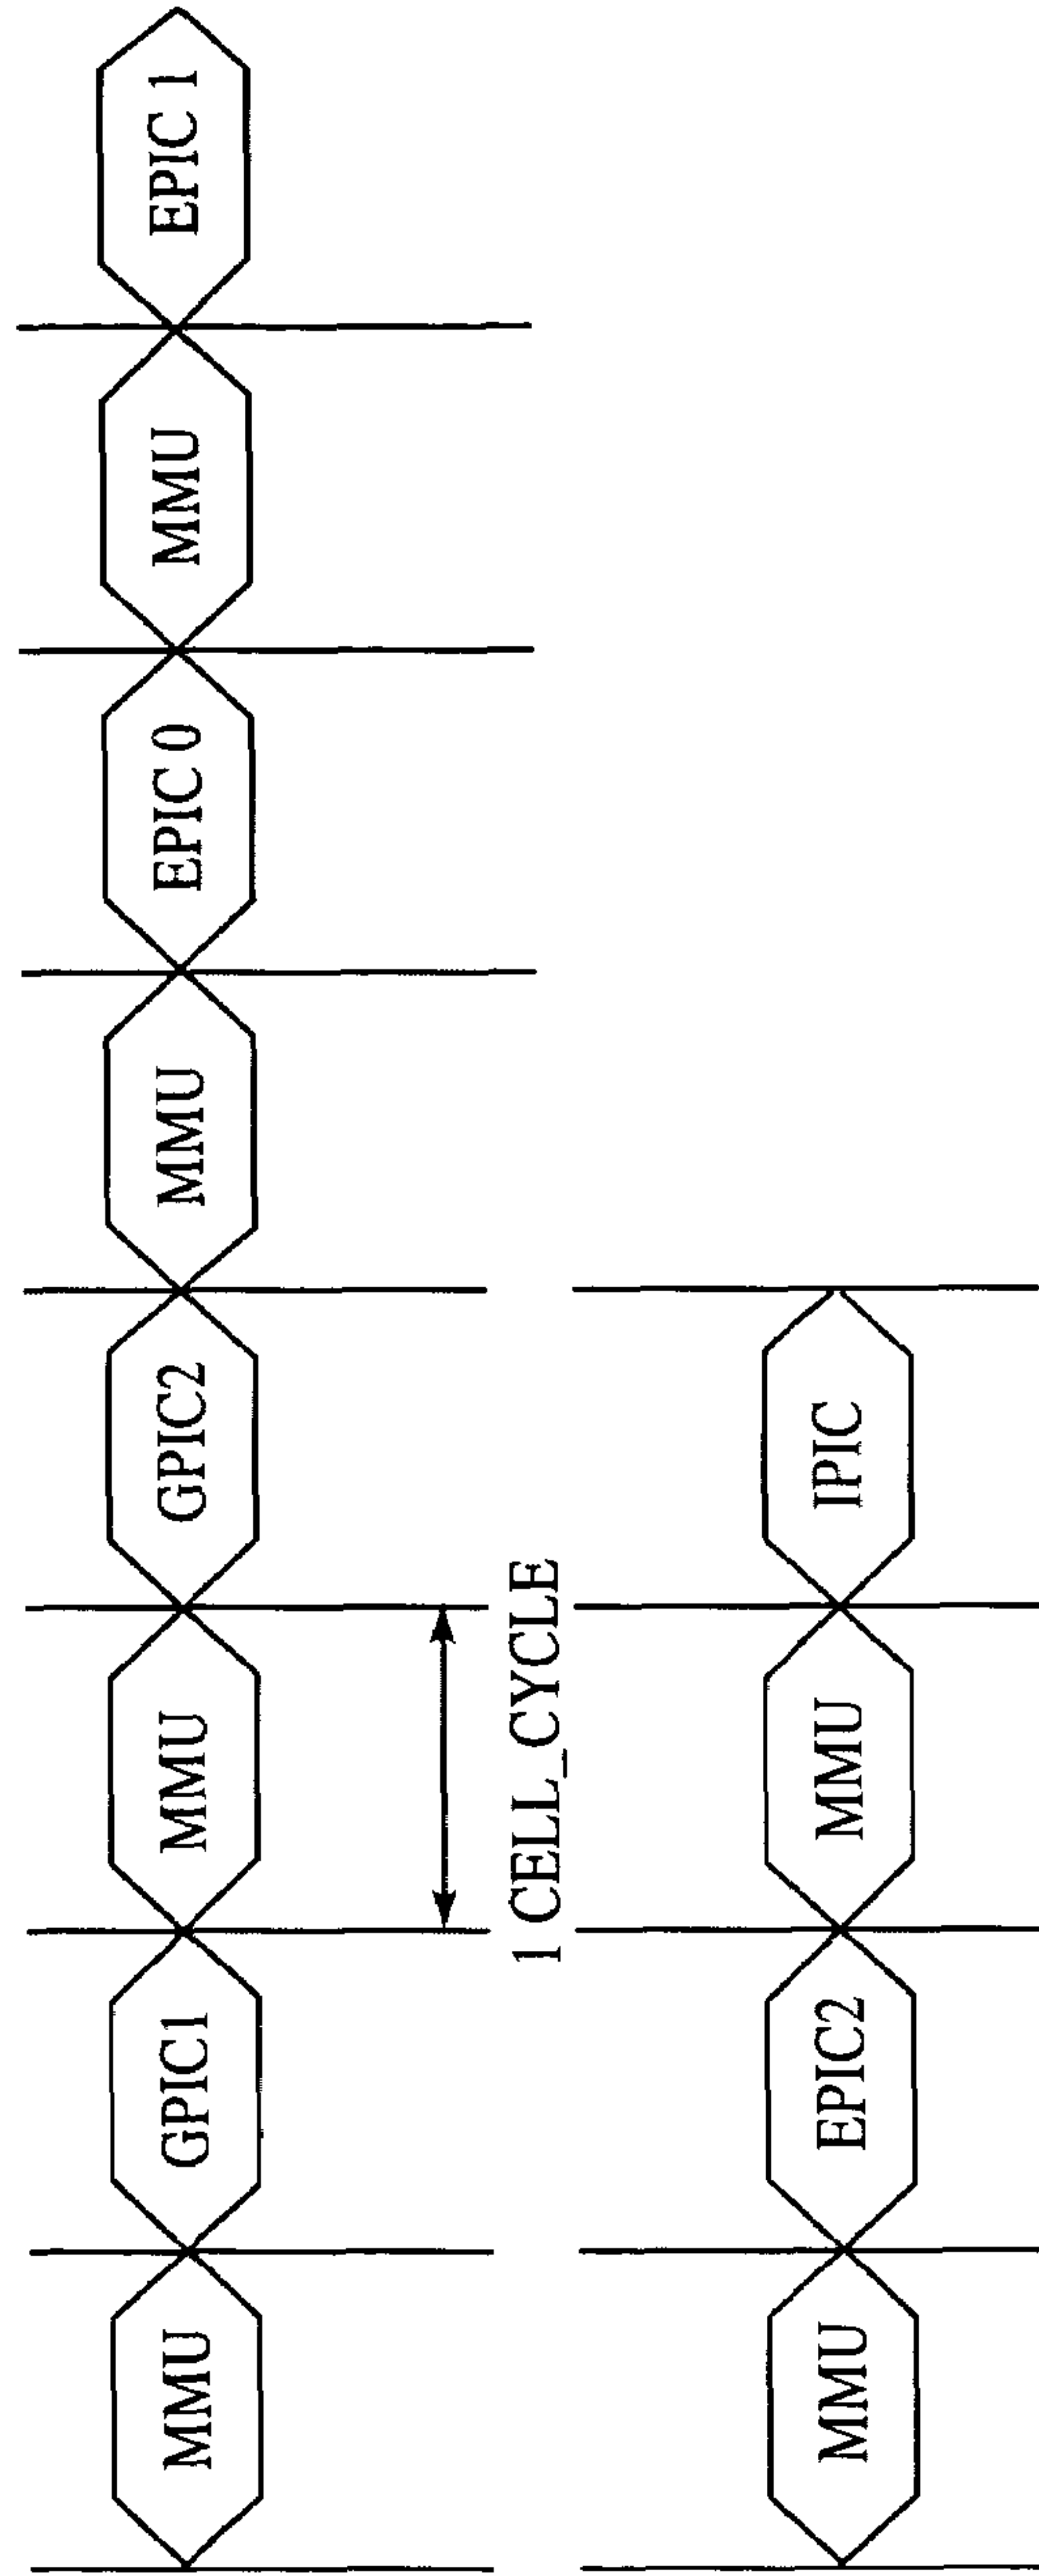 MMU
GPIC1
MMU
GPIC2
MMU
EPIC 0
MMU
EPIC 1
1 CELL_CYCLE
MMU
EPIC2
MMU
IPIC